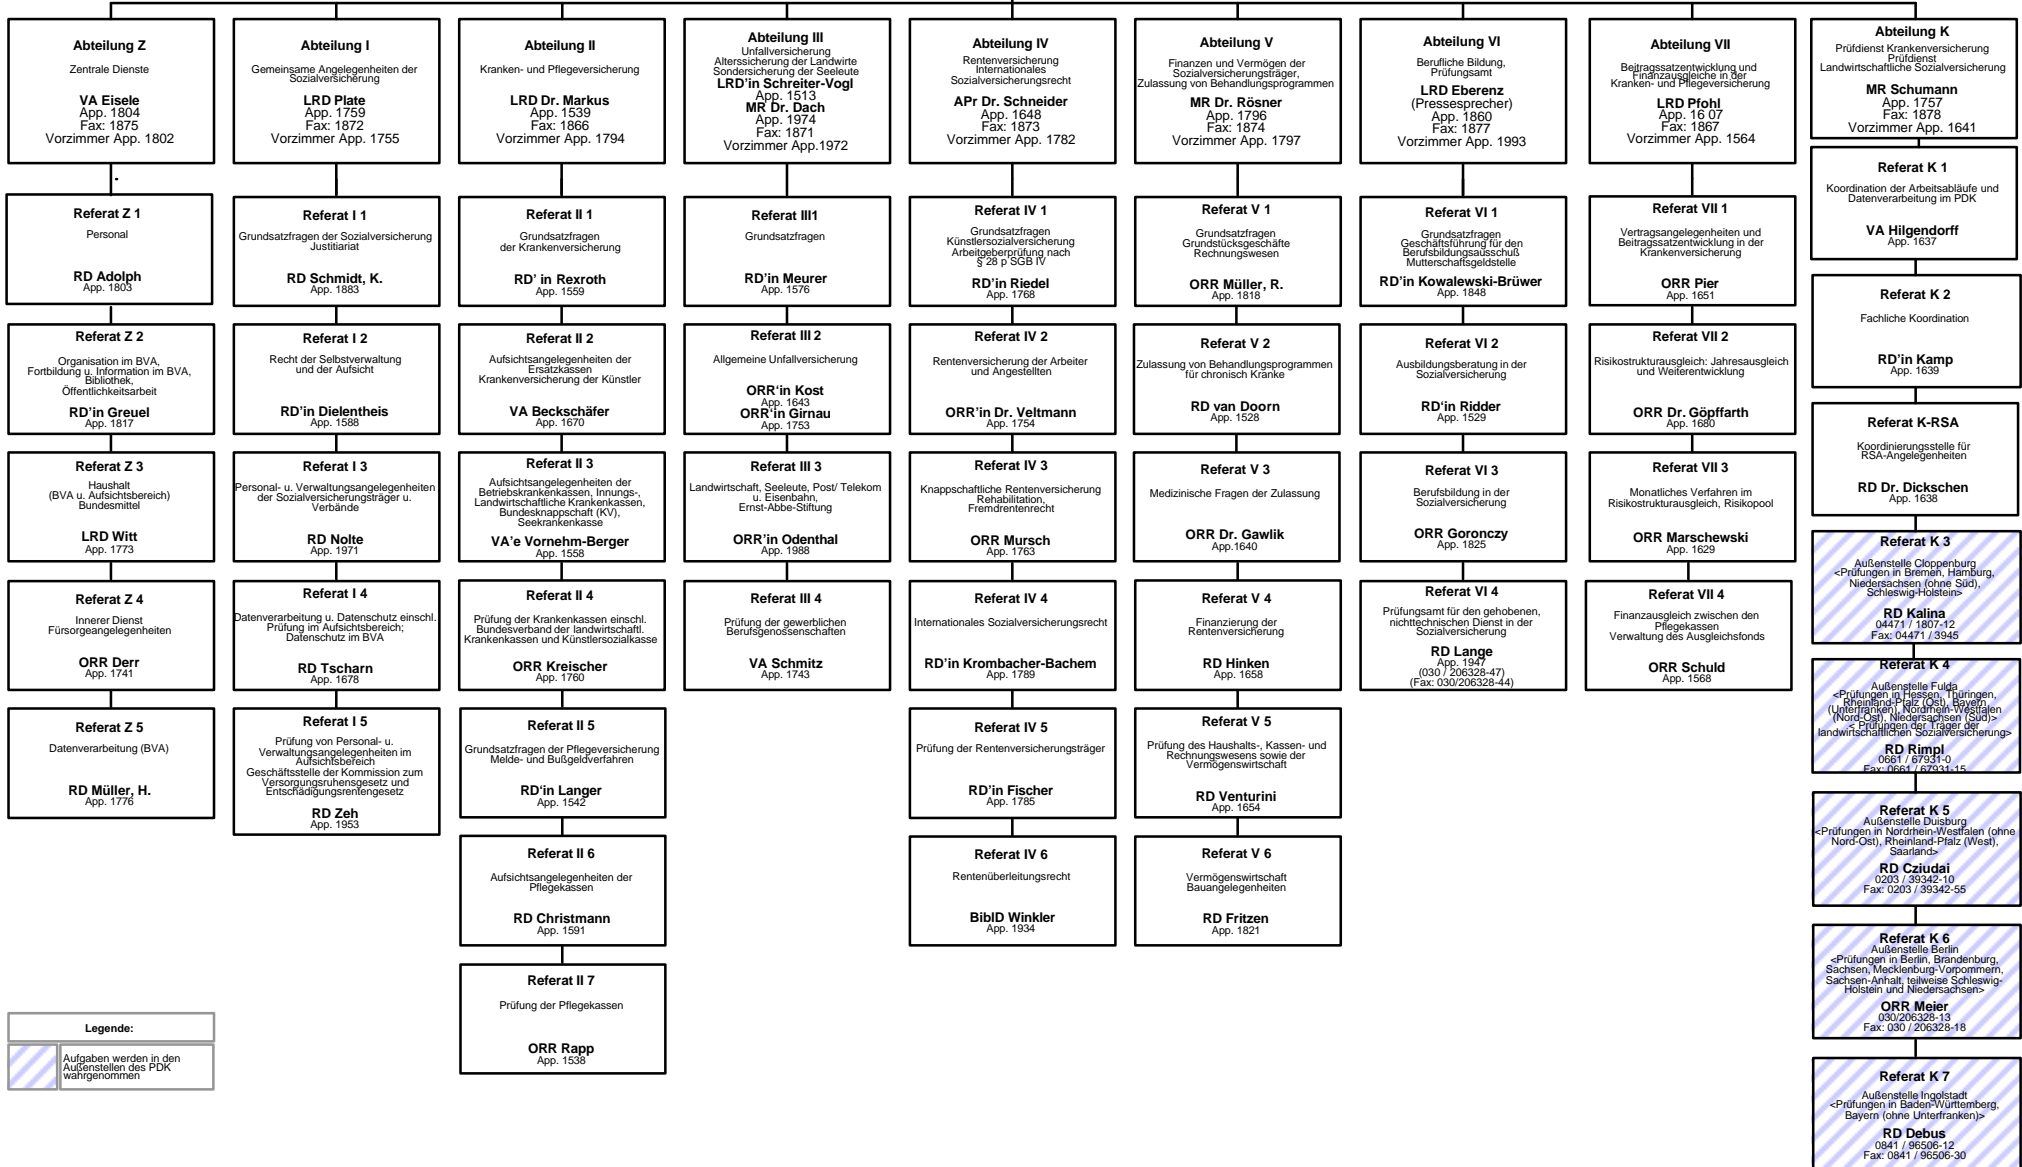 Abteilung Z
Zentrale Dienste
VA Eisele
App. 1804
Fax: 1875
Vorzimmer App. 1802
Referat Z 1
Personal
RD Adolph
App. 1803
Referat Z 2
Organisation im BVA,
Fortbildung u. Information im BVA,
Bibliothek,
Öffentlichkeitsarbeit
RD'in Greuel
App. 1817
Referat Z 3
Haushalt
(BVA u. Aufsichtsbereich)
Bundesmittel
LRD Witt
App. 1773
Referat Z 4
Innerer Dienst
Fürsorgeangelegenheiten
ORR Derr
App. 1741
Referat Z 5
Datenverarbeitung (BVA)
RD Müller, H.
App. 1776
Abteilung I
Gemeinsame Angelegenheiten der
Sozialversicherung
LRD Plate
App. 1759
Fax: 1872
Vorzimmer App. 1755
Referat I 1
Grundsatzfragen der Sozialversicherung
Justitiariat
RD Schmidt, K.
App. 1883
Referat I 2
Recht der Selbstverwaltung
und der Aufsicht
RD'in Dielentheis
App. 1588
Referat I 3
Personal- u. Verwaltungsangelegenheiten
der Sozialversicherungsträger u.
Verbände
RD Nolte
App. 1971
Referat I 4
Datenverarbeitung u. Datenschutz einschl.
Prüfung im Aufsichtsbereich;
Datenschutz im BVA
RD Tscharn
App. 1678
Referat I 5
Prüfung von Personal- u.
Verwaltungsangelegenheiten im
Aufsichtsbereich
Geschäftsstelle der Kommission zum
Versorgungsruhensgesetz und
Entschädigungsrentengesetz
RD Zeh
App. 1953
Abteilung II
Kranken- und Pflegeversicherung
LRD Dr. Markus
App. 1539
Fax: 1866
Vorzimmer App. 1794
Referat II 1
Grundsatzfragen
der Krankenversicherung
RD' in Rexroth
App. 1559
Referat II 2
Aufsichtsangelegenheiten der
Ersatzkassen
Krankenversicherung der Künstler
VA Beckschäfer
App. 1670
Referat II 3
Aufsichtsangelegenheiten der
Betriebskrankenkassen, Innungs-,
Landwirtschaftliche Krankenkassen,
Bundesknappschaft (KV),
Seekrankenkasse
VA'e Vornehm-Berger
App. 1558
Referat II 4
Prüfung der Krankenkassen einschl.
Bundesverband der landwirtschaftl.
Krankenkassen und Künstlersozialkasse
ORR Kreischer
App. 1760
Referat II 5
Grundsatzfragen der Pflegeversicherung
Melde- und Bußgeldverfahren
RD'in Langer
App. 1542
Referat II 6
Aufsichtsangelegenheiten der
Pflegekassen
RD Christmann
App. 1591
Referat II 7
Prüfung der Pflegekassen
ORR Rapp
App. 1538
Abteilung III
Unfallversicherung
Alterssicherung der Landwirte
Sondersicherung der Seeleute
LRD'in Schreiter-Vogl
App. 1513
MR Dr. Dach
App. 1974
Fax: 1871
Vorzimmer App.1972
Referat III1
Grundsatzfragen
RD'in Meurer
App. 1576
Referat III 2
Allgemeine Unfallversicherung
ORR'in Kost
App. 1643
ORR'in Girnau
App. 1753
Referat III 3
Landwirtschaft, Seeleute, Post/ Telekom
u. Eisenbahn,
Ernst-Abbe-Stiftung
ORR'in Odenthal
App. 1988
Referat III 4
Prüfung der gewerblichen
Berufsgenossenschaften
VA Schmitz
App. 1743
Abteilung IV
Rentenversicherung
Internationales
Sozialversicherungsrecht
APr Dr. Schneider
App. 1648
Fax: 1873
Vorzimmer App. 1782
Referat IV 1
Grundsatzfragen
Künstlersozialversicherung
Arbeitgeberprüfung nach
§ 28 p SGB IV
RD'in Riedel
App. 1768
Referat IV 2
Rentenversicherung der Arbeiter
und Angestellten
ORR'in Dr. Veltmann
App. 1754
Referat IV 3
Knappschaftliche Rentenversicherung
Rehabilitation,
Fremdrentenrecht
ORR Mursch
App. 1763
Referat IV 4
Internationales Sozialversicherungsrecht
RD'in Krombacher-Bachem
App. 1789
Referat IV 5
Prüfung der Rentenversicherungsträger
RD'in Fischer
App. 1785
Referat IV 6
Rentenüberleitungsrecht
BiblD Winkler
App. 1934
Abteilung V
Finanzen und Vermögen der
Sozialversicherungsträger,
Zulassung von Behandlungsprogrammen
MR Dr. Rösner
App. 1796
Fax: 1874
Vorzimmer App. 1797
Referat V 1
Grundsatzfragen
Grundstücksgeschäfte
Rechnungswesen
ORR Müller, R.
App. 1818
Referat V 2
Zulassung von Behandlungsprogrammen
für chronisch Kranke
RD van Doorn
App. 1528
Referat V 3
Medizinische Fragen der Zulassung
ORR Dr. Gawlik
App.1640
Referat V 4
Finanzierung der
Rentenversicherung
RD Hinken
App. 1658
Referat V 5
Prüfung des Haushalts-, Kassen- und
Rechnungswesens sowie der
Vermögenswirtschaft
RD Venturini
App. 1654
Referat V 6
Vermögenswirtschaft
Bauangelegenheiten
RD Fritzen
App. 1821
Abteilung VI
Berufliche Bildung,
Prüfungsamt
LRD Eberenz
(Pressesprecher)
App. 1860
Fax: 1877
Vorzimmer App. 1993
Referat VI 1
Grundsatzfragen
Geschäftsführung für den
Berufsbildungsausschuß
Mutterschaftsgeldstelle
RD'in Kowalewski-Brüwer
App. 1848
Referat VI 2
Ausbildungsberatung in der
Sozialversicherung
RD'in Ridder
App. 1529
Referat VI 3
Berufsbildung in der
Sozialversicherung
ORR Goronczy
App. 1825
Referat VI 4
Prüfungsamt für den gehobenen,
nichttechnischen Dienst in der
Sozialversicherung
RD Lange
App. 1947
(030 / 206328-47)
(Fax: 030/206328-44)
Abteilung VII
Beitragssatzentwicklung und
Finanzausgleiche in der
Kranken- und Pflegeversicherung
LRD Pfohl
App. 16 07
Fax: 1867
Vorzimmer App. 1564
Referat VII 1
Vertragsangelegenheiten und
Beitragssatzentwicklung in der
Krankenversicherung
ORR Pier
App. 1651
Referat VII 2
Risikostrukturausgleich: Jahresausgleich
und Weiterentwicklung
ORR Dr. Göpffarth
App. 1680
Referat VII 3
Monatliches Verfahren im
Risikostrukturausgleich, Risikopool
ORR Marschewski
App. 1629
Referat VII 4
Finanzausgleich zwischen den
Pflegekassen
Verwaltung des Ausgleichsfonds
ORR Schuld
App. 1568
Abteilung K
Prüfdienst Krankenversicherung
Prüfdienst
Landwirtschaftliche Sozialversicherung
MR Schumann
App. 1757
Fax: 1878
Vorzimmer App. 1641
Referat K 1
Koordination der Arbeitsabläufe und
Datenverarbeitung im PDK
VA Hilgendorff
App. 1637
Referat K 2
Fachliche Koordination
RD'in Kamp
App. 1639
Referat K-RSA
Koordinierungsstelle für
RSA-Angelegenheiten
RD Dr. Dickschen
App. 1638
Referat K 3
Außenstelle Cloppenburg
<Prüfungen in Bremen, Hamburg,
Niedersachsen (ohne Süd),
Schleswig-Holstein>
RD Kalina
04471 / 1807-12
Fax: 04471 / 3945
Referat K 4
Außenstelle Fulda
<Prüfungen in Hessen, Thüringen,
Rheinland-Pfalz (Ost), Bayern
(Unterfranken), Nordrhein-Westfalen
(Nord-Ost), Niedersachsen (Süd)>
< Prüfungen der Träger der
landwirtschaftlichen Sozialversicherung>
RD Rimpl
0661 / 67931-0
Fax: 0661 / 67931-15
Referat K 5
Außenstelle Duisburg
<Prüfungen in Nordrhein-Westfalen (ohne
Nord-Ost), Rheinland-Pfalz (West),
Saarland>
RD Cziudai
0203 / 39342-10
Fax: 0203 / 39342-55
Referat K 6
Außenstelle Berlin
<Prüfungen in Berlin, Brandenburg,
Sachsen, Mecklenburg-Vorpommern,
Sachsen-Anhalt, teilweise Schleswig-
Holstein und Niedersachsen>
ORR Meier
030/206328-13
Fax: 030 / 206328-18
Referat K 7
Außenstelle Ingolstadt
<Prüfungen in Baden-Württemberg,
Bayern (ohne Unterfranken)>
RD Debus
0841 / 96506-12
Fax: 0841 / 96506-30
Legende:
Aufgaben werden in den
Außenstellen des PDK
wahrgenommen